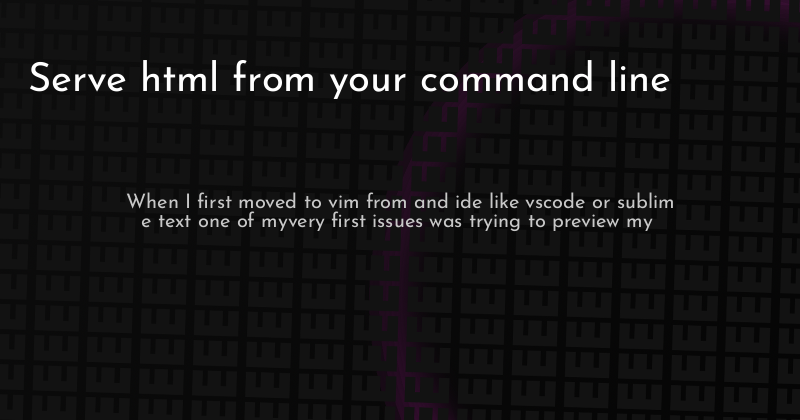 Serve html from your command line
When I first moved to vim from and ide like vscode or sublim
e text one of myvery first issues was trying to preview my